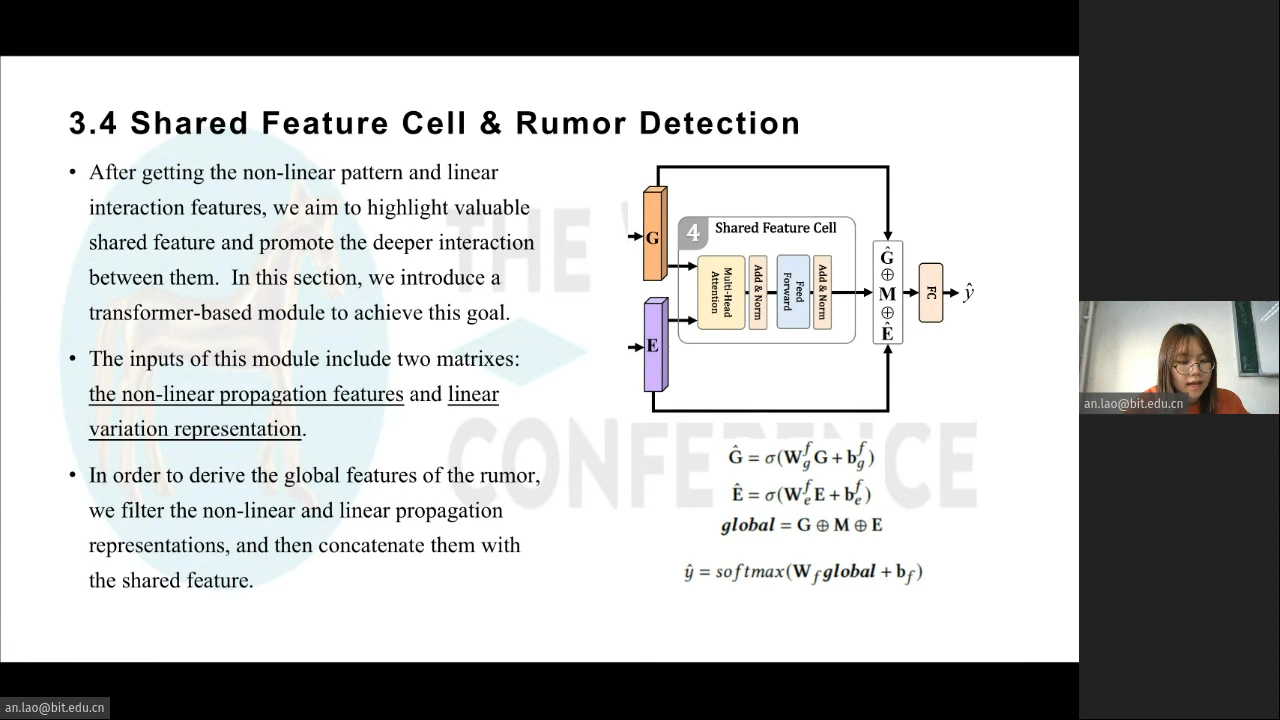 3.4 Shared Feature Cell & Rumor Detection
• After getting the non-linear pattern and linear
interaction features, we aim to highlight valuable
shared feature and promote the deeper interaction
between them. In this section, we introduce a
transformer-based module to achieve this goal.
• The inputs of this module include two matrixes:
the non-linear propagation features and linear
variation representation.
• In order to derive the global features of the rumor,
we filter the non-linear and linear propagation
representations, and then concatenate them with
the shared feature.
G
E
4 Shared Feature Cell
Multi-Head
Attention
Add & Norm
Feed
Forward
Add & Norm
Ĝ
⊕
M
⊕
Ê
FC
ŷ
Ĝ = σ(W_g^f G + b_g^f)
Ê = σ(W_e^f E + b_e^f)
global = G ⊕ M ⊕ E
ŷ = softmax(W_f global + b_f)
THE W
CONFERENCE
an.lao@bit.edu.cn
an.lao@bit.edu.cn